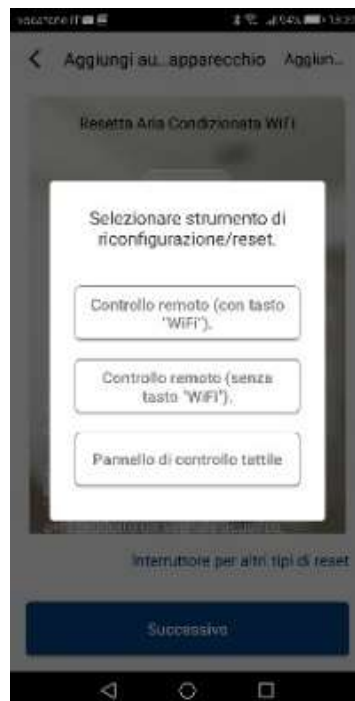 Aggiungi au... apparecchio Aggiun...
Resetta Aria Condizionata WiFi
Selezionare strumento di
riconfigurazione/reset.
Controllo remoto (con tasto
"WiFi").
Controllo remoto (senza
tasto "WiFi").
Pannello di controllo tattile
Interruttore per altri tipi di reset
Successivo